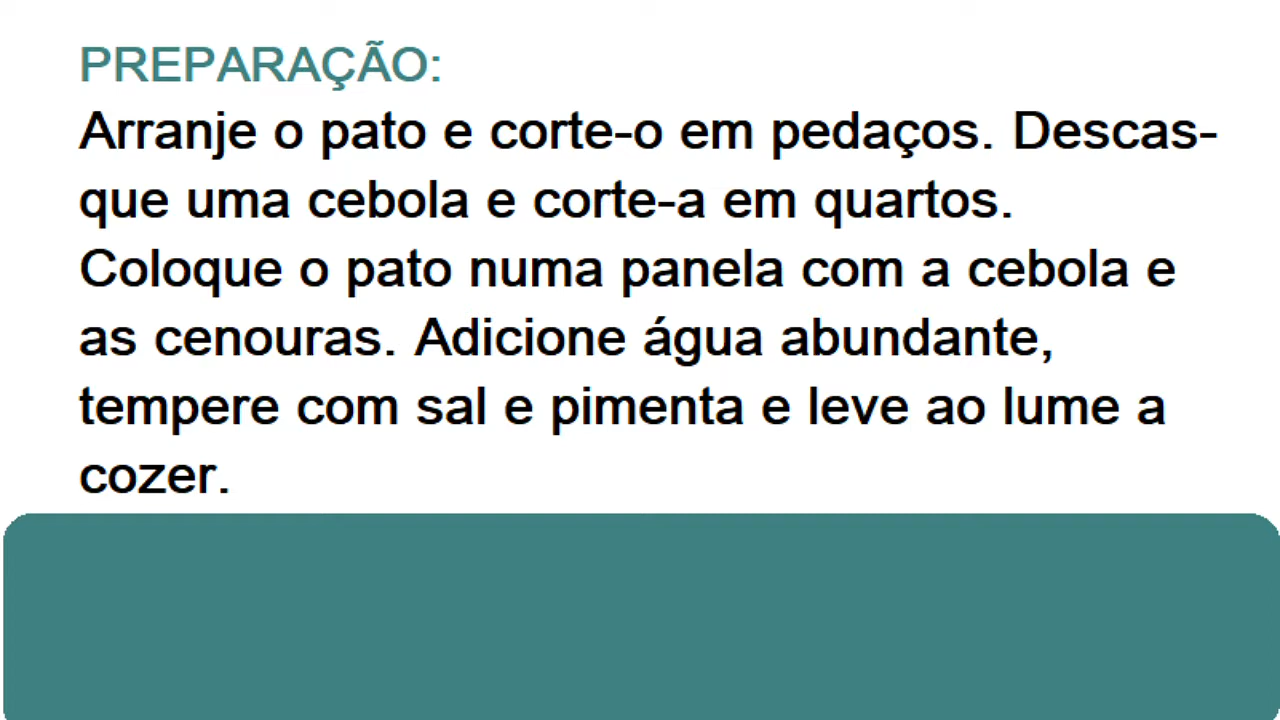 PREPARAÇÃO:
Arranje o pato e corte-o em pedaços. Descas-
que uma cebola e corte-a em quartos.
Coloque o pato numa panela com a cebola e
as cenouras. Adicione água abundante,
tempere com sal e pimenta e leve ao lume a
cozer.